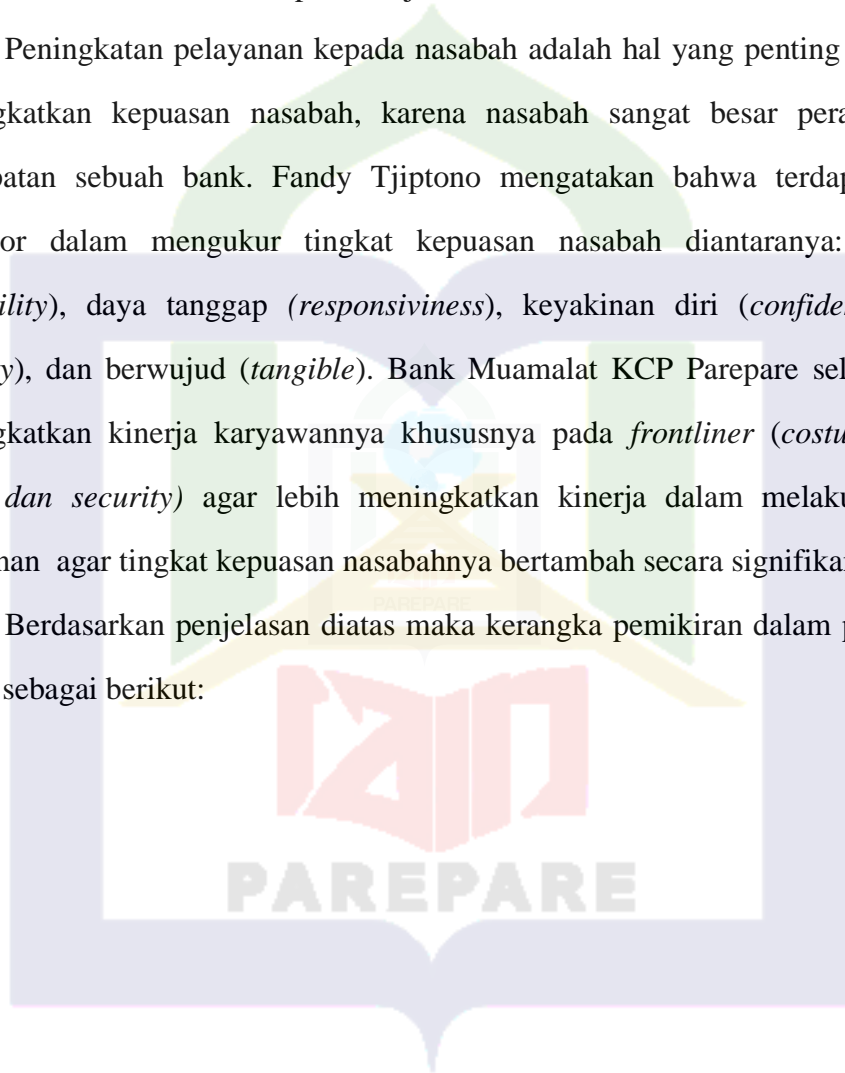 Peningkatan pelayanan kepada nasabah adalah hal yang penting
gkatkan kepuasan nasabah, karena nasabah sangat besar pera
patan sebuah bank. Fandy Tjiptono mengatakan bahwa terdap
or dalam mengukur tingkat kepuasan nasabah diantaranya:
ility), daya tanggap (responsiviness), keyakinan diri (confide
y), dan berwujud (tangible). Bank Muamalat KCP Parepare sel
gkatkan kinerja karyawannya khususnya pada frontliner (costu
dan security) agar lebih meningkatkan kinerja dalam melaku
nan agar tingkat kepuasan nasabahnya bertambah secara signifikan
PAREPARE
Berdasarkan penjelasan diatas maka kerangka pemikiran dalam p
sebagai berikut:
PAREPARE